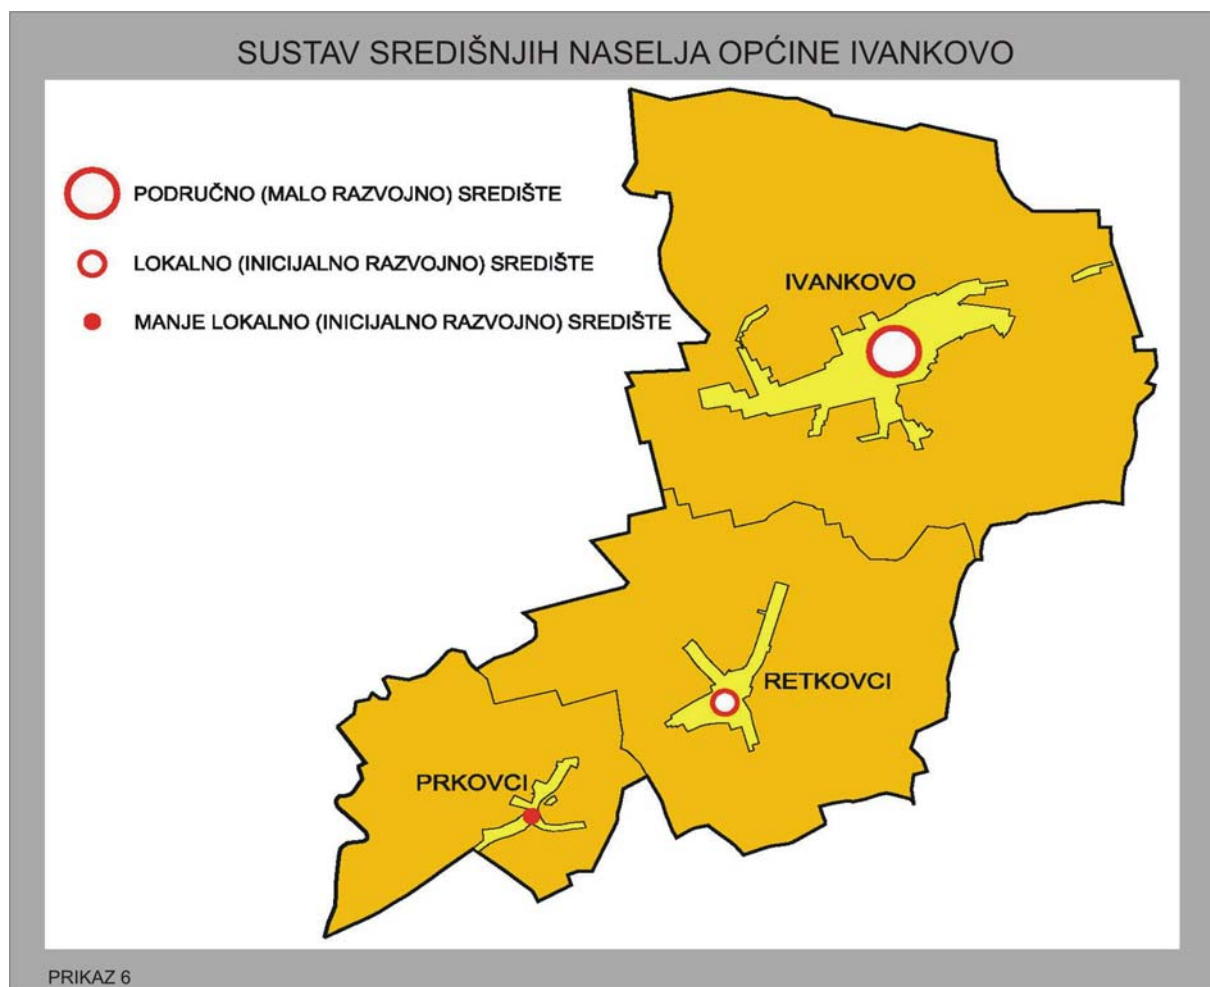 SUSTAV SREDIŠNJIH NASELJA OPĆINE IVANKOVO
PODRUČNO (MALO RAZVOJNO) SREDIŠTE
LOKALNO (INICIJALNO RAZVOJNO) SREDIŠTE
MANJE LOKALNO (INICIJALNO RAZVOJNO) SREDIŠTE
IVANKOVO
RETKOVCI
PRKOVCI
PRIKAZ 6